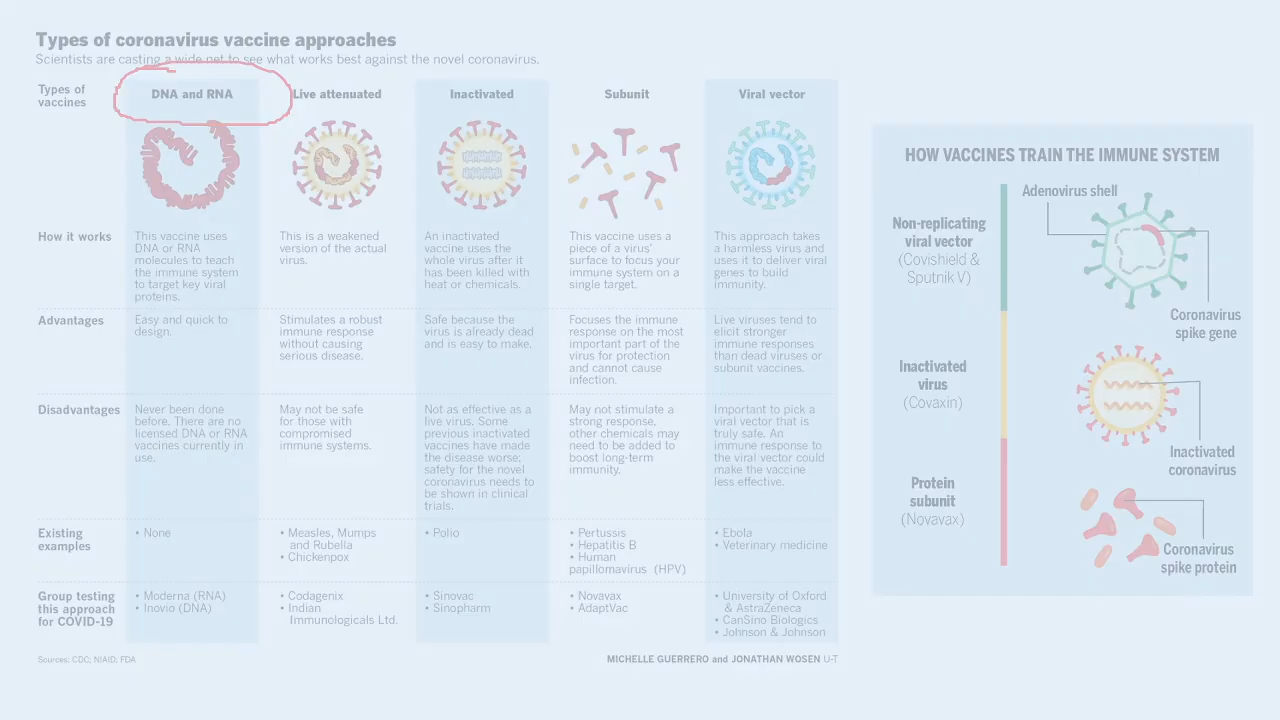 Types of coronavirus vaccine approaches
Scientists are casting a wide net to see what works best against the novel coronavirus.
Types of
vaccines
DNA and RNA
Live attenuated
Inactivated
Subunit
Viral vector
How it works
This vaccine uses
DNA or RNA
molecules to teach
the immune system
to target key viral
proteins.
This is a weakened
version of the actual
virus.
An inactivated
vaccine uses the
whole virus after it
has been killed with
heat or chemicals.
This vaccine uses a
piece of a virus'
surface to focus your
immune system on a
single target.
This approach takes
a harmless virus and
uses it to deliver viral
genes to build
immunity.
Advantages
Easy and quick to
design.
Stimulates a robust
immune response
without causing
serious disease.
Safe because the
virus is already dead
and is easy to make.
Focuses the immune
response on the most
important part of the
virus for protection
and cannot cause
infection.
Live viruses tend to
elicit stronger
immune responses
than dead viruses or
subunit vaccines.
Disadvantages
Never been done
before. There are no
licensed DNA or RNA
vaccines currently in
use.
May not be safe
for those with
compromised
immune systems.
Not as effective as a
live virus. Some
previous inactivated
vaccines have made
the disease worse;
safety for the novel
coronavirus needs to
be shown in clinical
trials.
May not stimulate a
strong response,
other chemicals may
need to be added to
boost long-term
immunity.
Important to pick a
viral vector that is
truly safe. An
immune response to
the viral vector could
make the vaccine
less effective.
Existing
examples
• None
• Measles, Mumps
and Rubella
• Chickenpox
• Polio
• Pertussis
• Hepatitis B
• Human
papillomavirus (HPV)
• Ebola
• Veterinary medicine
Group testing
this approach
for COVID-19
• Moderna (RNA)
• Inovio (DNA)
• Codagenix
• Indian
Immunologicals Ltd.
• Sinovac
• Sinopharm
• Novavax
• AdaptVac
• University of Oxford
& AstraZeneca
• CanSino Biologics
• Johnson & Johnson
Sources: CDC; NIAID; FDA
MICHELLE GUERRERO and JONATHAN WOSEN U-T
HOW VACCINES TRAIN THE IMMUNE SYSTEM
Non-replicating
viral vector
(Covishield &
Sputnik V)
Adenovirus shell
Coronavirus
spike gene
Inactivated
virus
(Covaxin)
Inactivated
coronavirus
Protein
subunit
(Novavax)
Coronavirus
spike protein